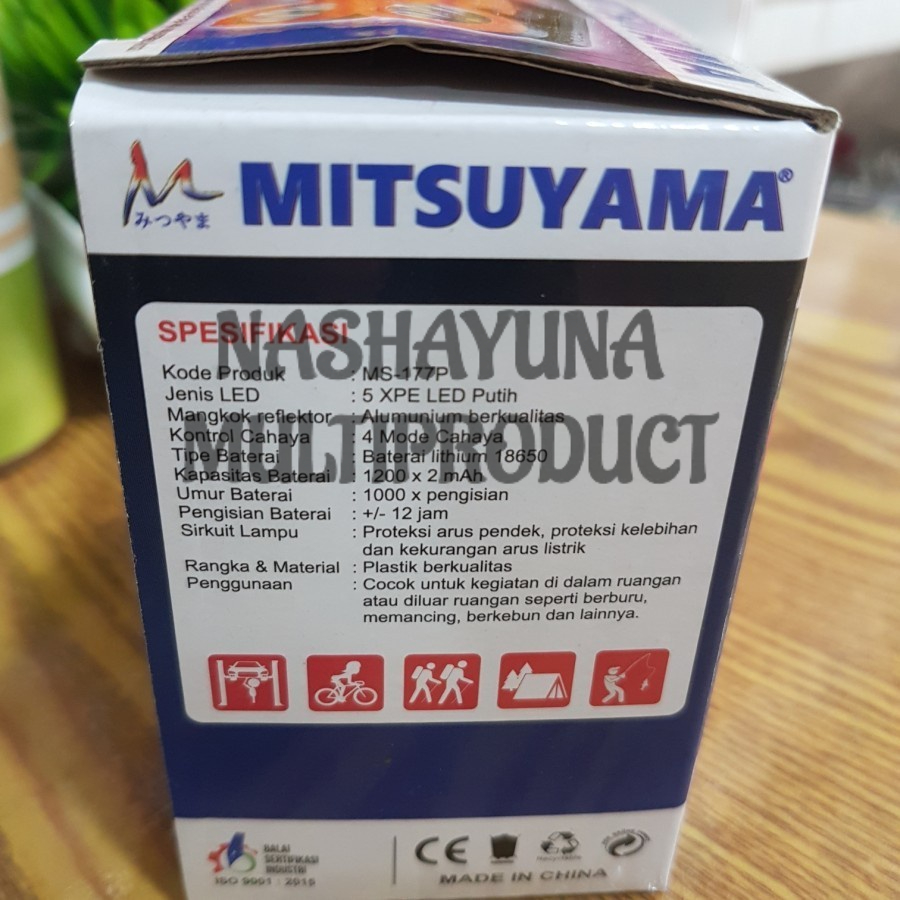 みつやま
MITSUYAMA®
NASHAYUNA
MULTIPRODUCT
SPESIFIKASI
Kode Produk : MS-177P
Jenis LED : 5 XPE LED Putih
Mangkok reflektor : Alumunium berkualitas
Kontrol Cahaya : 4 Mode Cahaya
Tipe Baterai : Baterai lithium 18650
Kapasitas Baterai : 1200 x 2 mAh
Umur Baterai : 1000 x pengisian
Pengisian Baterai : +/- 12 jam
Sirkuit Lampu : Proteksi arus pendek, proteksi kelebihan
dan kekurangan arus listrik
Rangka & Material : Plastik berkualitas
Penggunaan : Cocok untuk kegiatan di dalam ruangan
atau diluar ruangan seperti berburu,
memancing, berkebun dan lainnya.
BALAI
SERTIFIKASI
INDUSTRI
ISO 9001 : 2015
CE
MADE IN CHINA